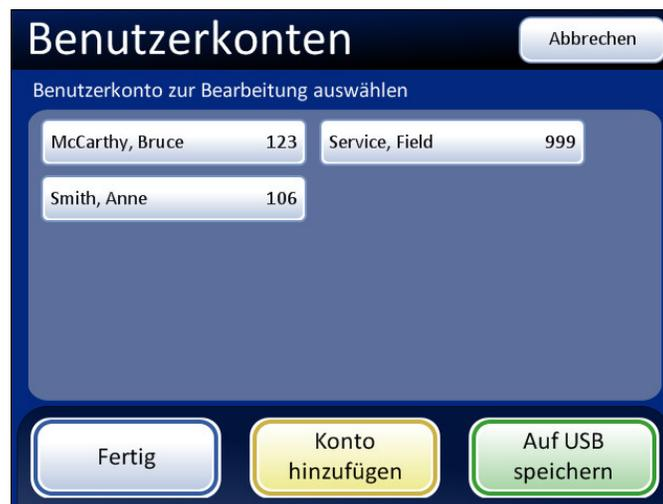 Benutzerkonten
Abbrechen
Benutzerkonto zur Bearbeitung auswählen
McCarthy, Bruce 123
Service, Field 999
Smith, Anne 106
Fertig
Konto
hinzufügen
Auf USB
speichern